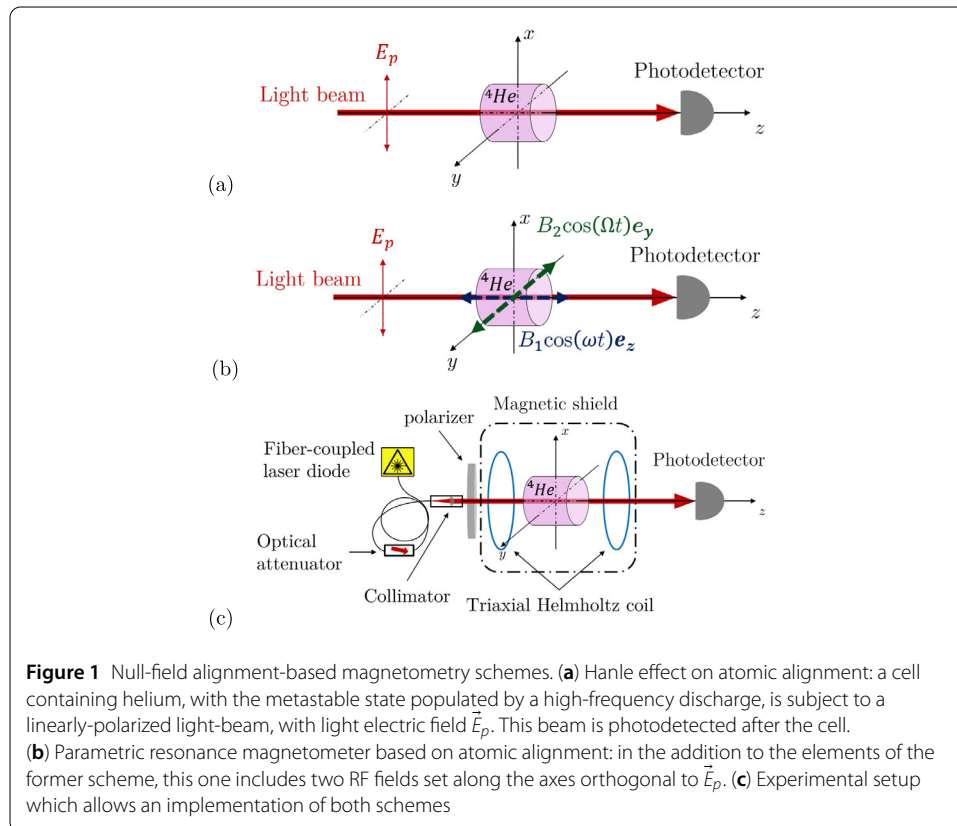 x
E_p
Photodetector
Light beam
⁴He
z
y
(a)
x
B₂cos(Ωt)e_y
E_p
Photodetector
Light beam
⁴He
z
B₁cos(ωt)e_z
y
(b)
Magnetic shield
polarizer
Fiber-coupled
laser diode
x
Photodetector
⁴He
z
y
Optical
attenuator
Collimator
Triaxial Helmholtz coil
(c)
Figure 1 Null-field alignment-based magnetometry schemes. (a) Hanle effect on atomic alignment: a cell
containing helium, with the metastable state populated by a high-frequency discharge, is subject to a
linearly-polarized light-beam, with light electric field E⃗_p. This beam is photodetected after the cell.
(b) Parametric resonance magnetometer based on atomic alignment: in the addition to the elements of the
former scheme, this one includes two RF fields set along the axes orthogonal to E⃗_p. (c) Experimental setup
which allows an implementation of both schemes